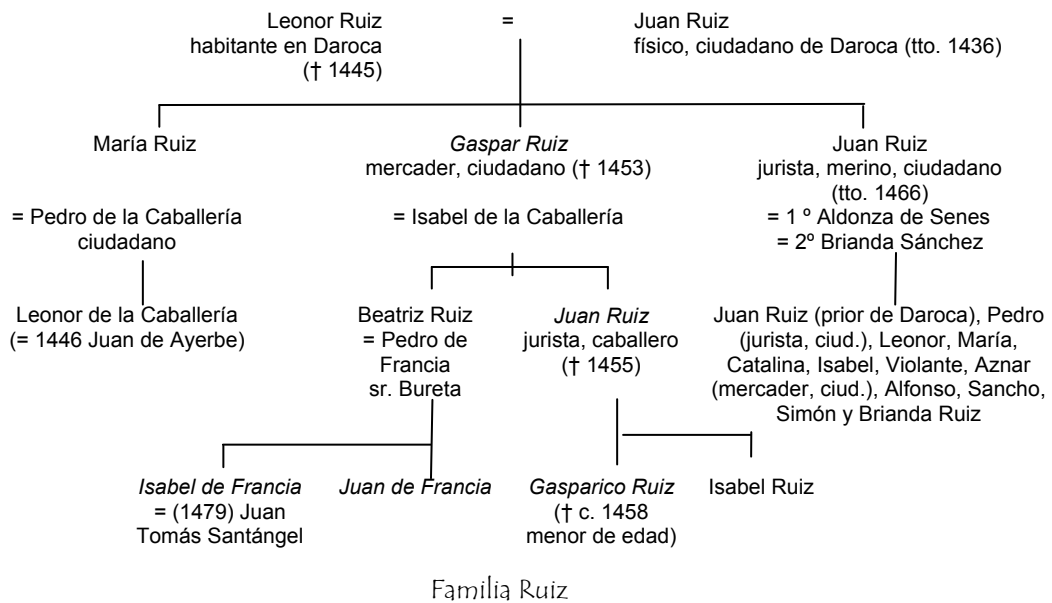 Leonor Ruiz
habitante en Daroca
(† 1445)
=
Juan Ruiz
físico, ciudadano de Daroca (tto. 1436)
María Ruiz
= Pedro de la Caballería
ciudadano
Gaspar Ruiz
mercader, ciudadano († 1453)
= Isabel de la Caballería
Juan Ruiz
jurista, merino, ciudadano
(tto. 1466)
= 1 º Aldonza de Senes
= 2º Brianda Sánchez
Leonor de la Caballería
(= 1446 Juan de Ayerbe)
Beatriz Ruiz
= Pedro de
Francia
sr. Bureta
Juan Ruiz
jurista, caballero
(† 1455)
Juan Ruiz (prior de Daroca), Pedro
(jurista, ciud.), Leonor, María,
Catalina, Isabel, Violante, Aznar
(mercader, ciud.), Alfonso, Sancho,
Simón y Brianda Ruiz
Isabel de Francia
= (1479) Juan
Tomás Santángel
Juan de Francia
Gasparico Ruiz
(† c. 1458
menor de edad)
Isabel Ruiz
Familia Ruiz